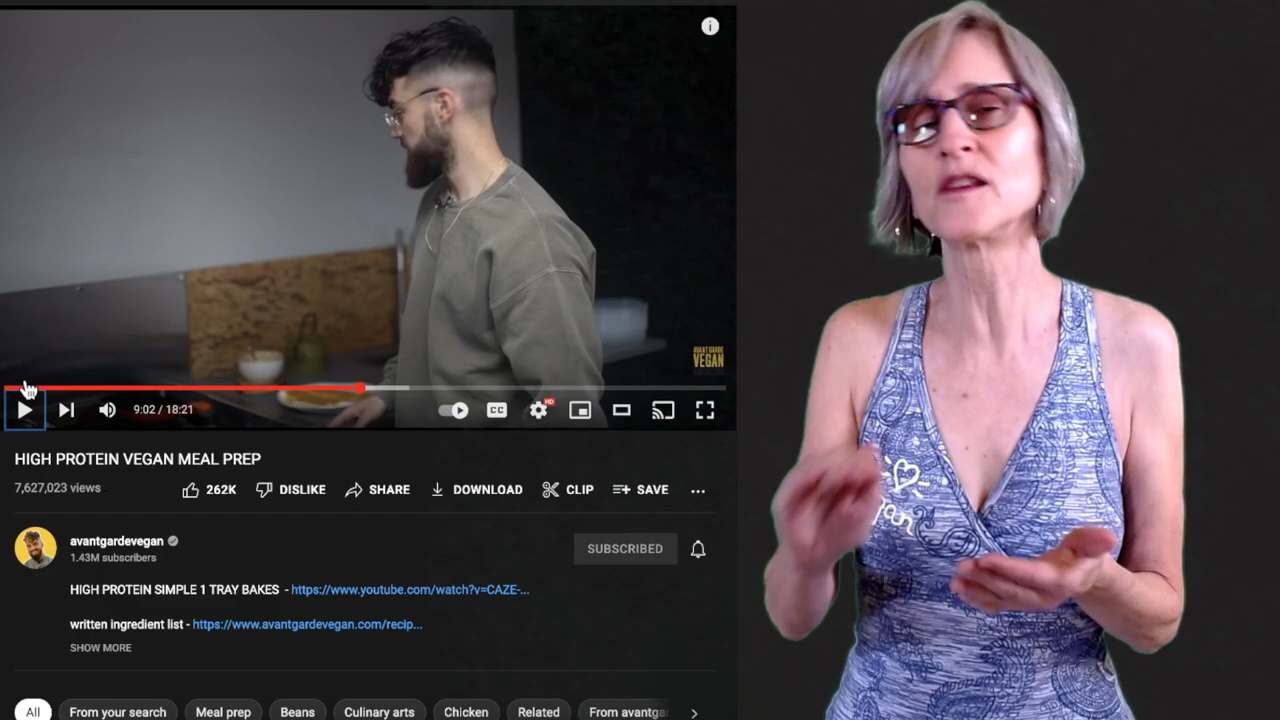 i
AVANT GARDE
VEGAN
9:02 / 18:21
CC
HD
HIGH PROTEIN VEGAN MEAL PREP
7,627,023 views
262K
DISLIKE
SHARE
DOWNLOAD
CLIP
SAVE
avantgardevegan
1.43M subscribers
SUBSCRIBED
HIGH PROTEIN SIMPLE 1 TRAY BAKES - https://www.youtube.com/watch?v=CAZE-...
written ingredient list - https://www.avantgardevegan.com/recip...
SHOW MORE
All
From your search
Meal prep
Beans
Culinary arts
Chicken
Related
From avantga